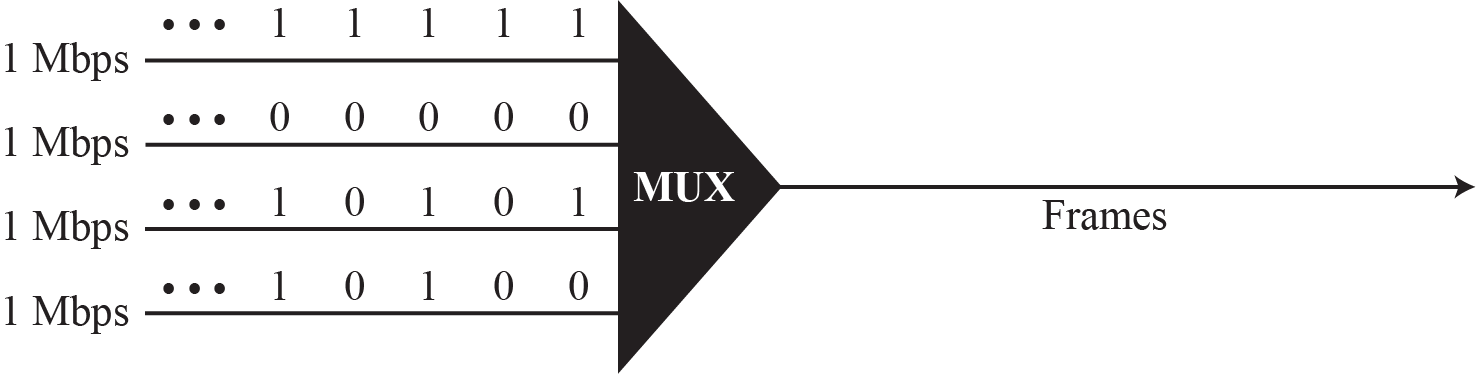 ••• 1 1 1 1 1
1 Mbps
••• 0 0 0 0 0
1 Mbps
••• 1 0 1 0 1
1 Mbps
••• 1 0 1 0 0
1 Mbps
MUX
Frames